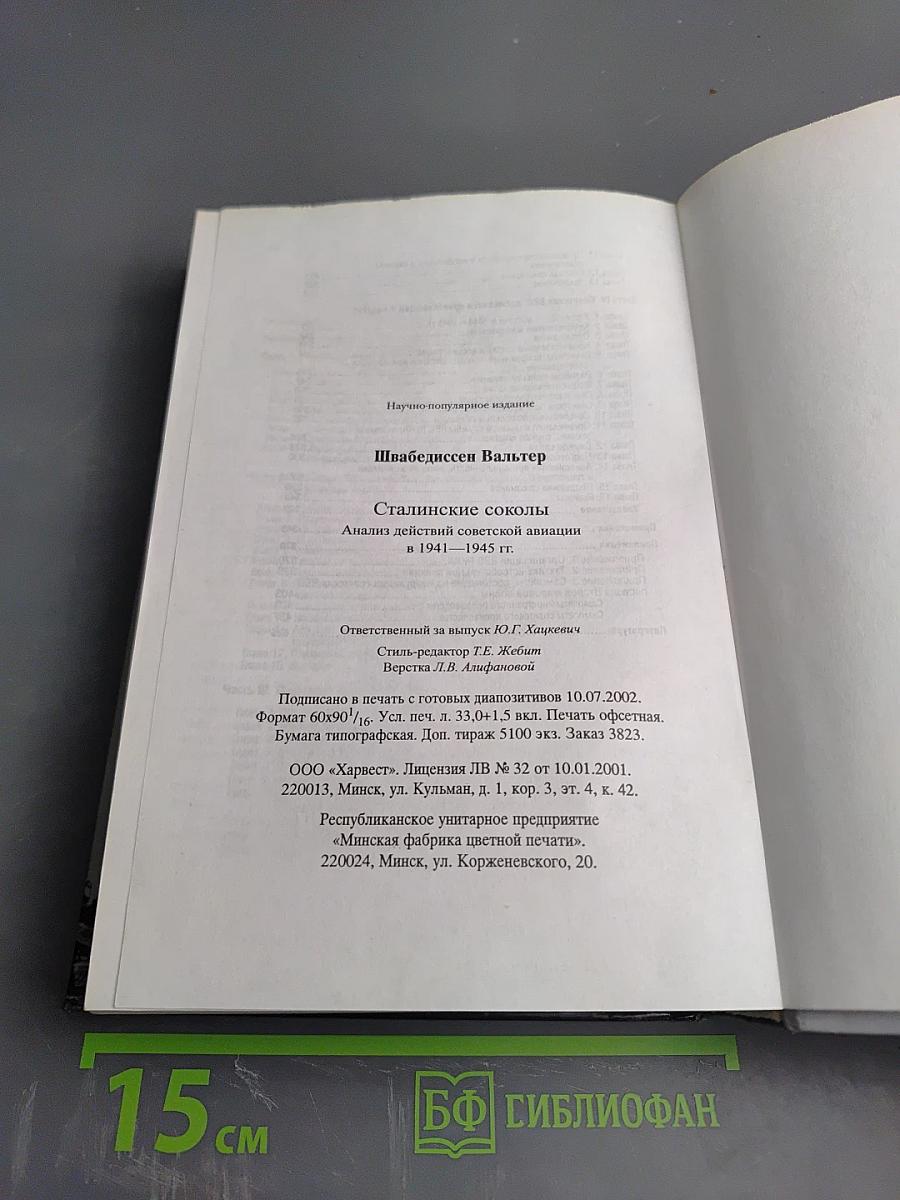 Научно-популярное издание
Швабедиссен Вальтер
Сталинские соколы
Анализ действий советской авиации
в 1941—1945 гг.
Ответственный за выпуск Ю.Г. Хацкевич
Стиль-редактор Т.Е. Жебит
Верстка Л.В. Алифановой
Подписано в печать с готовых диапозитивов 10.07.2002.
Формат 60х90 1/16. Усл. печ. л. 33,0+1,5 вкл. Печать офсетная.
Бумага типографская. Доп. тираж 5100 экз. Заказ 3823.
ООО «Харвест». Лицензия ЛВ № 32 от 10.01.2001.
220013, Минск, ул. Кульман, д. 1, кор. 3, эт. 4, к. 42.
Республиканское унитарное предприятие
«Минская фабрика цветной печати».
220024, Минск, ул. Корженевского, 20.
15 см
БФ БИБЛИОФАН